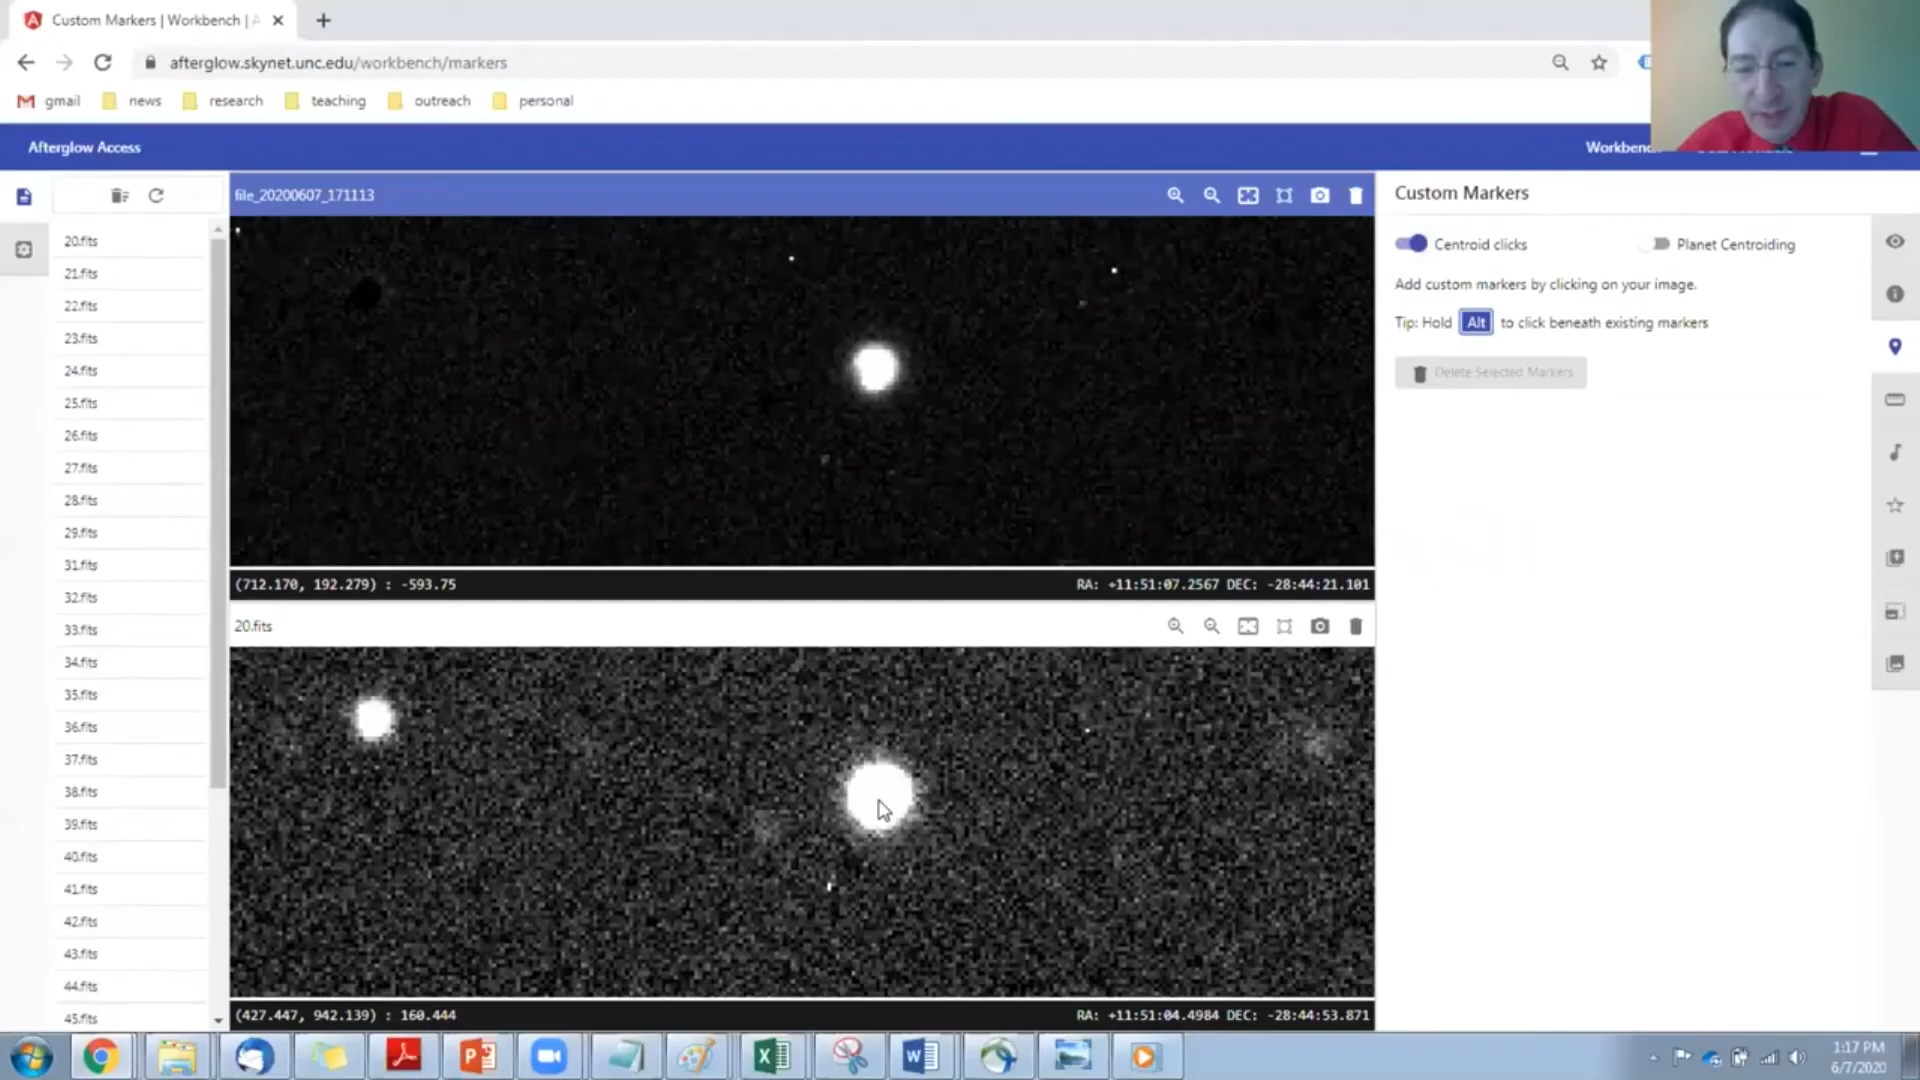 Custom Markers | Workbench |
afterglow.skynet.unc.edu/workbench/markers
gmail news research teaching outreach personal
Afterglow Access
file_20200607_171113
Custom Markers
20.fits
21.fits
22.fits
23.fits
24.fits
25.fits
26.fits
27.fits
28.fits
29.fits
31.fits
32.fits
33.fits
34.fits
35.fits
36.fits
37.fits
38.fits
39.fits
40.fits
41.fits
42.fits
43.fits
44.fits
45.fits
Centroid clicks Planet Centroiding
Add custom markers by clicking on your image.
Tip: Hold Alt to click beneath existing markers
Delete Selected Markers
(712.170, 192.279) : -593.75 RA: +11:51:07.2567 DEC: -28:44:21.101
20.fits
(427.447, 942.139) : 160.444 RA: +11:51:04.4984 DEC: -28:44:53.871
1:17 PM
6/7/2020